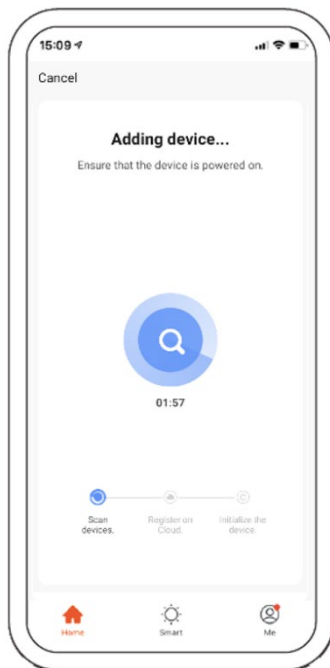 15:09
Cancel
Adding device...
Ensure that the device is powered on.
01:57
Scan
devices.
Register on
Cloud.
Initialize the
device.
Home
Smart
Me